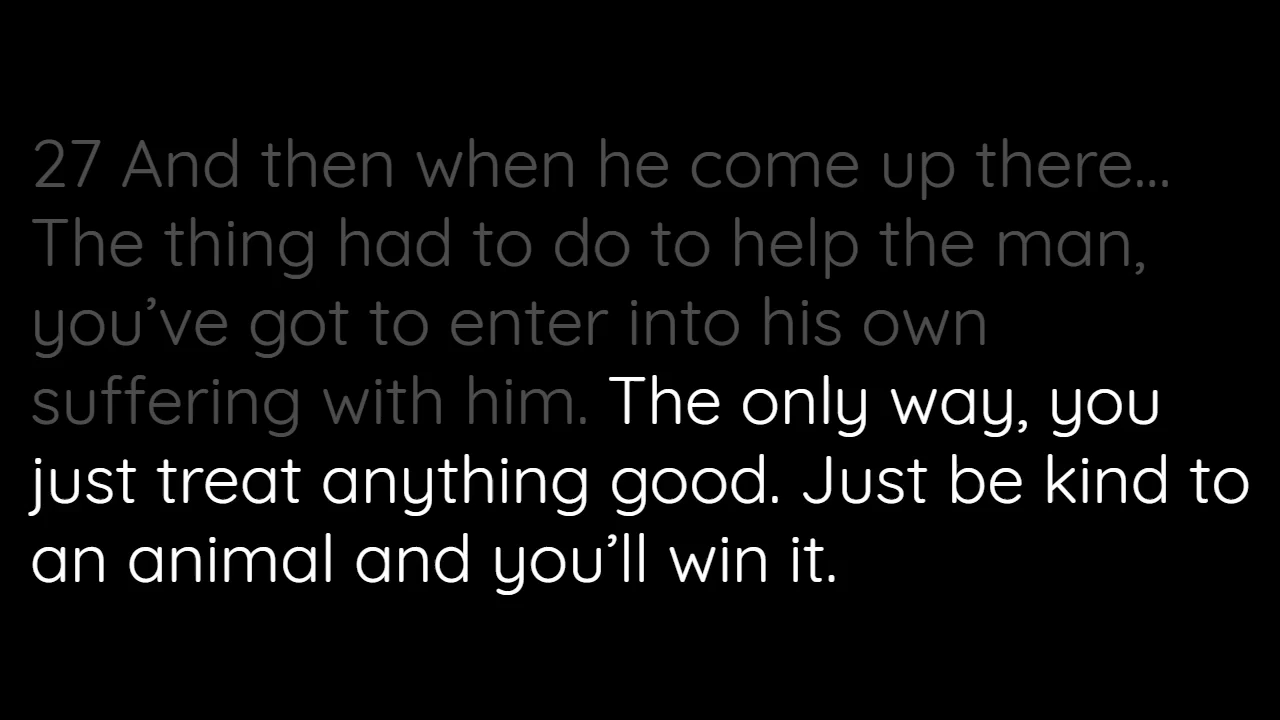 27 And then when he come up there...
The thing had to do to help the man,
you’ve got to enter into his own
suffering with him. The only way, you
just treat anything good. Just be kind to
an animal and you’ll win it.